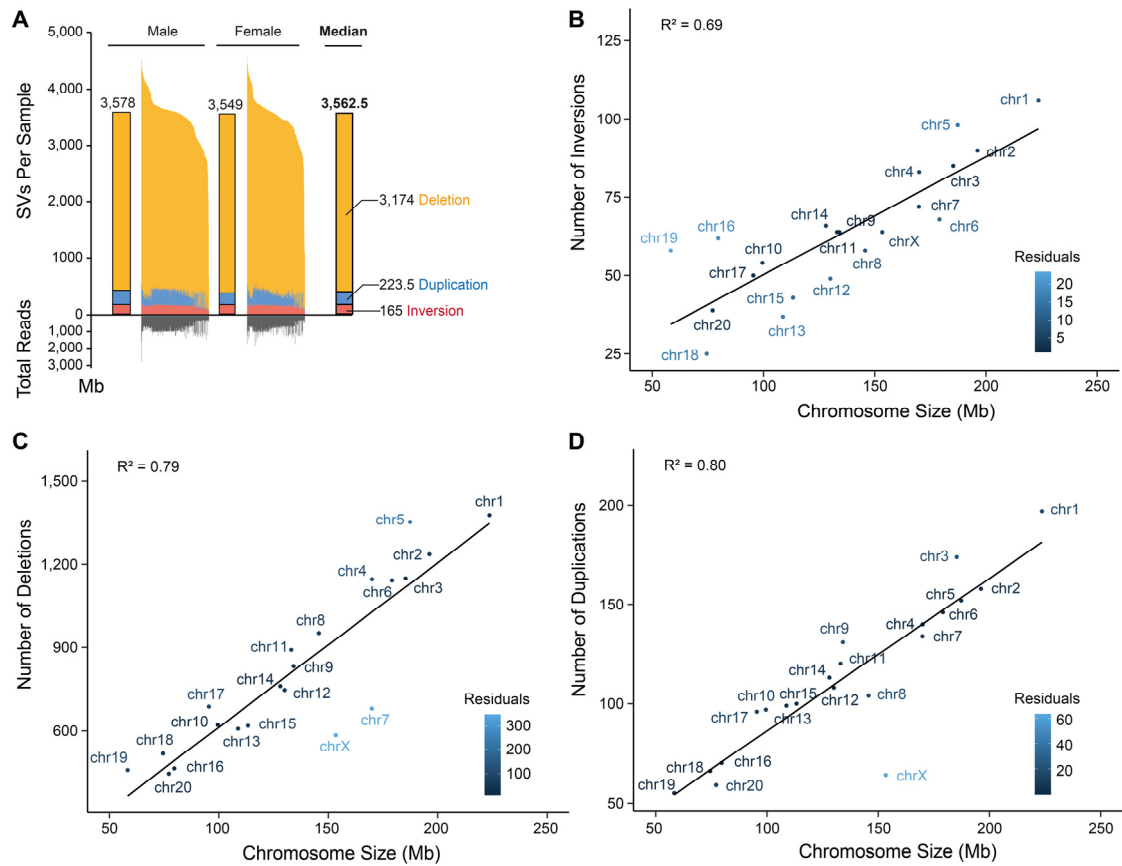 A
Male
Female
Median
5,000
4,000
3,000
2,000
1000
0
1,000
2,000
3,000
SVs Per Sample
Total Reads
Mb
3,578
3,549
3,562.5
3,174 Deletion
223.5 Duplication
165 Inversion
B
R² = 0.69
125
100
75
50
25
Number of Inversions
chr1
chr5
chr2
chr4
chr3
chr7
chr14
chr9
chr6
chr16
chrX
chr19
chr10
chr11
chr8
chr17
chr12
chr15
chr20
chr13
chr18
Residuals
20
15
10
5
50
100
150
200
250
Chromosome Size (Mb)
C
R² = 0.79
1,500
1,200
900
600
Number of Deletions
chr1
chr5
chr2
chr4
chr6
chr3
chr8
chr11
chr9
chr14
chr12
chr17
chr10
chr15
chr7
chr13
chrX
chr18
chr19
chr16
chr20
Residuals
300
200
100
50
100
150
200
250
Chromosome Size (Mb)
D
R² = 0.80
200
150
100
50
Number of Duplications
chr1
chr3
chr5
chr2
chr6
chr4
chr7
chr9
chr11
chr14
chr15
chr12
chr8
chr10
chr17
chr13
chr16
chr18
chrX
chr19
chr20
Residuals
60
40
20
50
100
150
200
250
Chromosome Size (Mb)